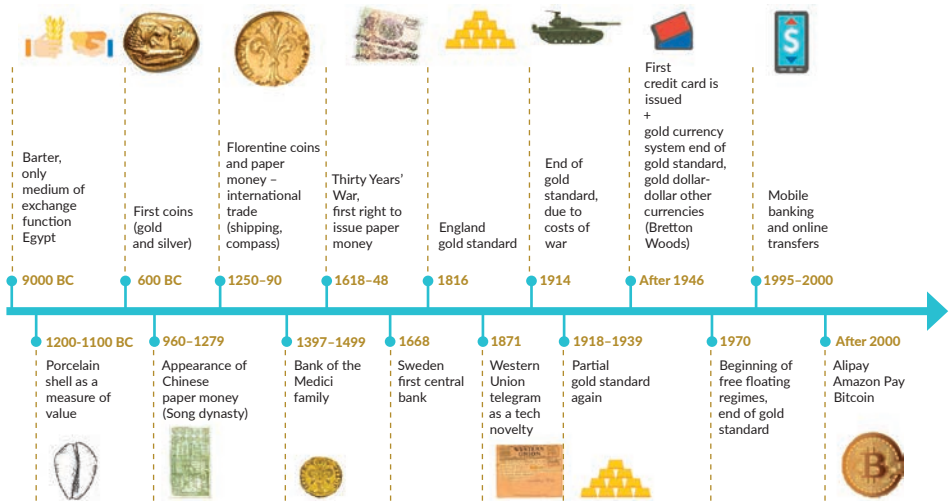 $
Barter,
only
medium of
exchange
function
Egypt
9000 BC
First coins
(gold
and silver)
600 BC
Florentine coins
and paper
money –
international
trade
(shipping,
compass)
1250–90
Thirty Years’
War,
first right to
issue paper
money
1618–48
England
gold standard
1816
End of
gold
standard,
due to
costs of
war
1914
First
credit card is
issued
+
gold currency
system end of
gold standard,
gold dollar-
dollar other
currencies
(Bretton
Woods)
After 1946
Mobile
banking
and online
transfers
1995–2000
1200-1100 BC
Porcelain
shell as a
measure of
value
960–1279
Appearance of
Chinese
paper money
(Song dynasty)
1397–1499
Bank of the
Medici
family
1668
Sweden
first central
bank
1871
Western
Union
telegram
as a tech
novelty
WESTERN
UNION
1918–1939
Partial
gold standard
again
1970
Beginning of
free floating
regimes,
end of gold
standard
After 2000
Alipay
Amazon Pay
Bitcoin
B